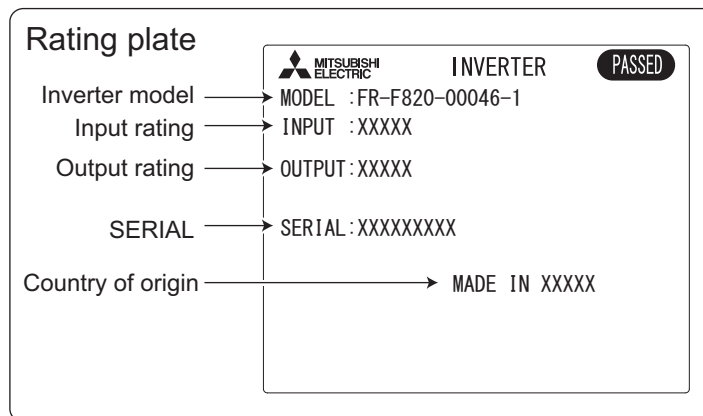 Rating plate
MITSUBISHI
ELECTRIC
INVERTER
PASSED
Inverter model
MODEL :FR-F820-00046-1
Input rating
INPUT :XXXXX
Output rating
OUTPUT:XXXXX
SERIAL
SERIAL:XXXXXXXXX
Country of origin
MADE IN XXXXX